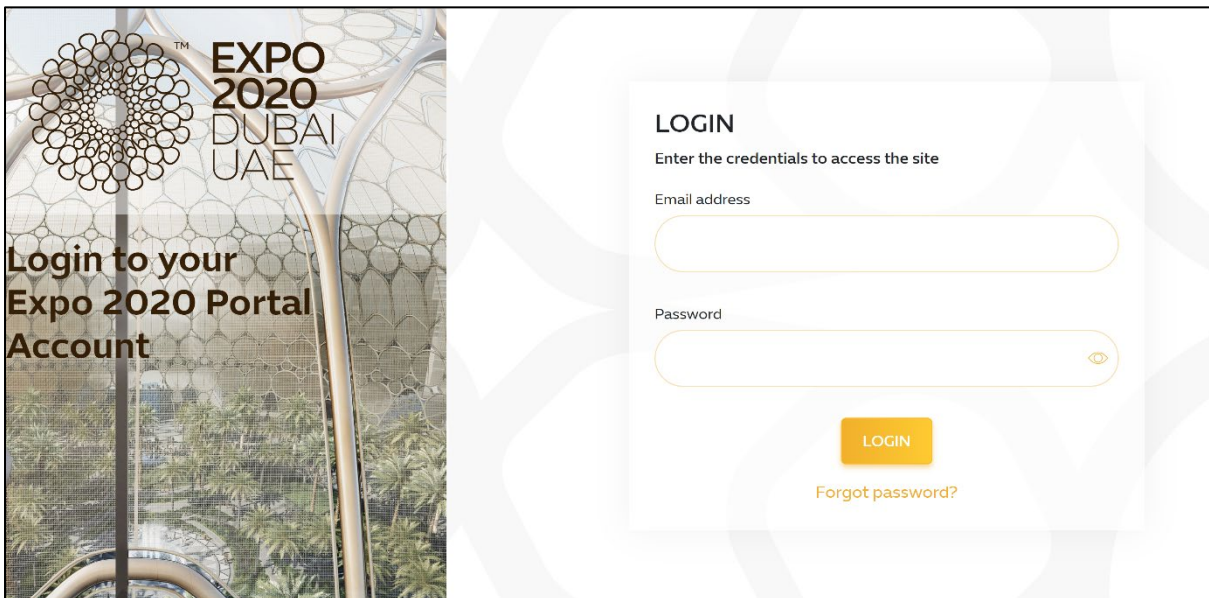 ™
EXPO
2020
DUBAI
UAE
Login to your
Expo 2020 Portal
Account
LOGIN
Enter the credentials to access the site
Email address
Password
LOGIN
Forgot password?